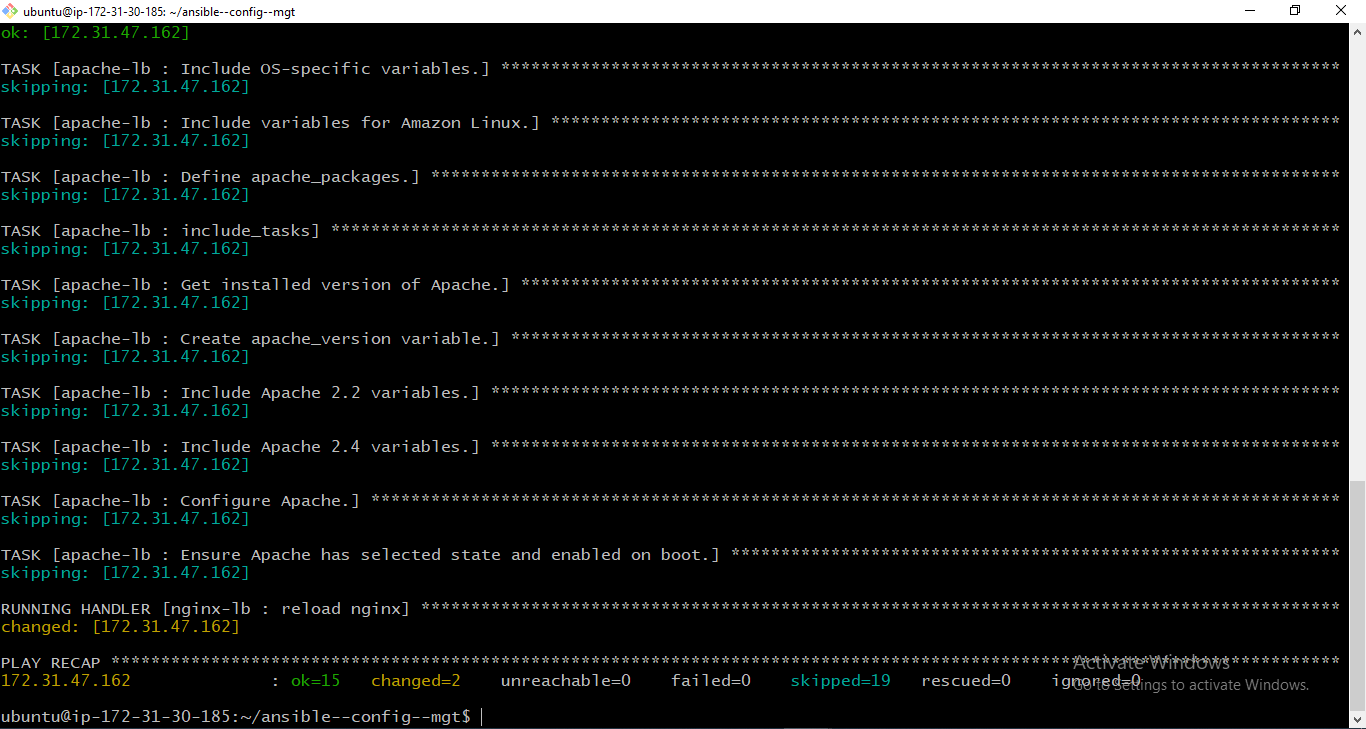 ubuntu@ip-172-31-30-185: ~/ansible--config--mgt
ok: [172.31.47.162]
TASK [apache-lb : Include OS-specific variables.] ************************************************************************************
skipping: [172.31.47.162]
TASK [apache-lb : Include variables for Amazon Linux.] *******************************************************************************
skipping: [172.31.47.162]
TASK [apache-lb : Define apache_packages.] *******************************************************************************************
skipping: [172.31.47.162]
TASK [apache-lb : include_tasks] *****************************************************************************************************
skipping: [172.31.47.162]
TASK [apache-lb : Get installed version of Apache.] **********************************************************************************
skipping: [172.31.47.162]
TASK [apache-lb : Create apache_version variable.] ***********************************************************************************
skipping: [172.31.47.162]
TASK [apache-lb : Include Apache 2.2 variables.] *************************************************************************************
skipping: [172.31.47.162]
TASK [apache-lb : Include Apache 2.4 variables.] *************************************************************************************
skipping: [172.31.47.162]
TASK [apache-lb : Configure Apache.] *************************************************************************************************
skipping: [172.31.47.162]
TASK [apache-lb : Ensure Apache has selected state and enabled on boot.] *************************************************************
skipping: [172.31.47.162]
RUNNING HANDLER [nginx-lb : reload nginx] ********************************************************************************************
changed: [172.31.47.162]
PLAY RECAP ***************************************************************************************************************************
172.31.47.162 : ok=15 changed=2 unreachable=0 failed=0 skipped=19 rescued=0 ignored=0
ubuntu@ip-172-31-30-185:~/ansible--config--mgt$
Activate Windows
Go to Settings to activate Windows.